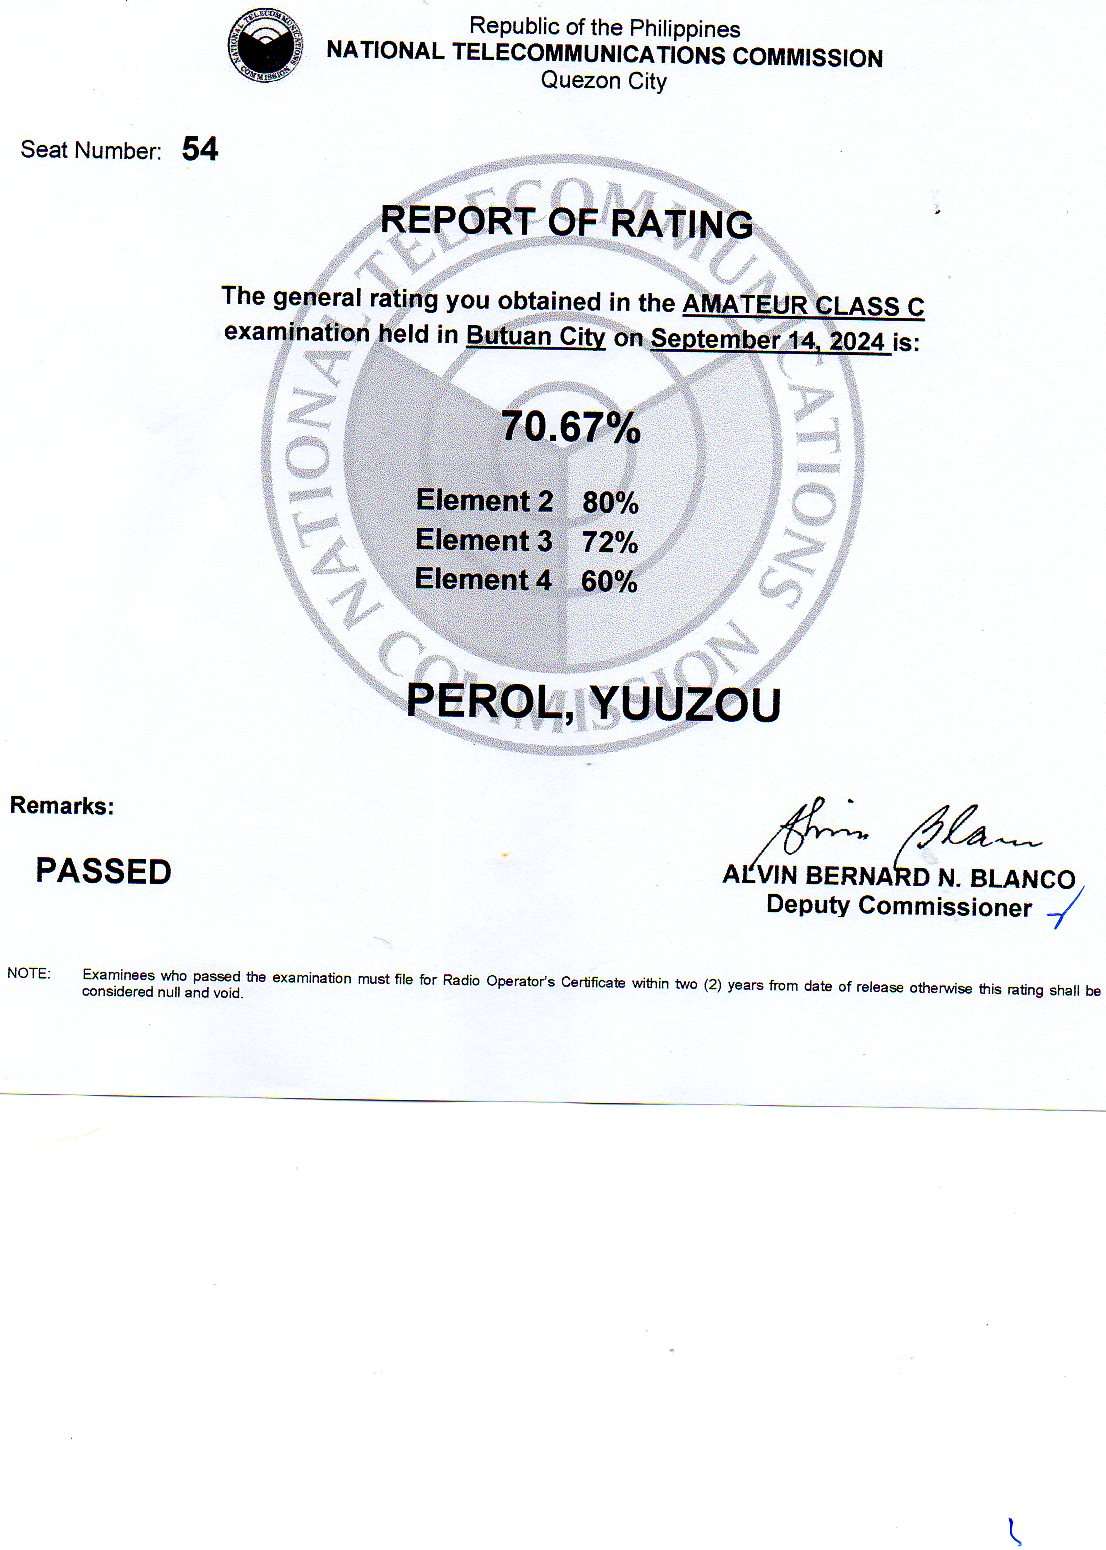 Republic of the Philippines
NATIONAL TELECOMMUNICATIONS COMMISSION
Quezon City
NATIONAL TELECOMMUNICATIONS COMMISSION
Seat Number: 54
NATIONAL TELECOMMUNICATIONS COMMISSION
REPORT OF RATING
The general rating you obtained in the AMATEUR CLASS C
examination held in Butuan City on September 14, 2024 is:
70.67%
Element 2 80%
Element 3 72%
Element 4 60%
PEROL, YUUZOU
Remarks:
PASSED
Alvin Blanco
ALVIN BERNARD N. BLANCO
Deputy Commissioner
NOTE: Examinees who passed the examination must file for Radio Operator's Certificate within two (2) years from date of release otherwise this rating shall be
considered null and void.